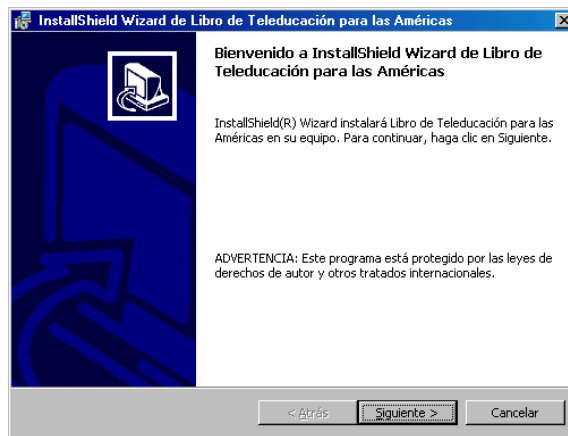 InstallShield Wizard de Libro de Teleducación para las Américas
Bienvenido a InstallShield Wizard de Libro de
Teleducación para las Américas
InstallShield(R) Wizard instalará Libro de Teleducación para las
Américas en su equipo. Para continuar, haga clic en Siguiente.
ADVERTENCIA: Este programa está protegido por las leyes de
derechos de autor y otros tratados internacionales.
< Atrás
Siguiente >
Cancelar